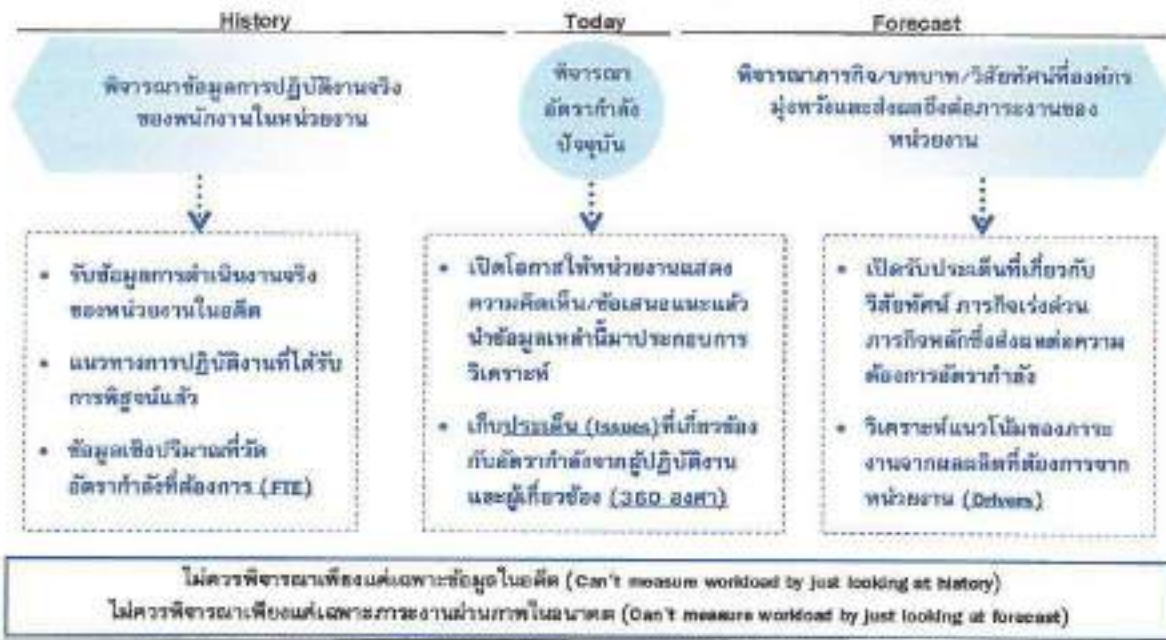 History
Today
Forecast
พิจารณาข้อมูลการปฏิบัติงานจริง
ของพนักงานในหน่วยงาน
พิจารณา
อัตรากำลัง
ปัจจุบัน
พิจารณาภารกิจ/บทบาท/วิสัยทัศน์ที่องค์กร
มุ่งหวังและส่งผลถึงต่อภาระงานของ
หน่วยงาน
• รับข้อมูลการดำเนินงานจริง
ของหน่วยงานในอดีต
• แนวทางการปฏิบัติงานที่ได้รับ
การพิสูจน์แล้ว
• ข้อมูลเชิงปริมาณที่วัด
อัตรากำลังที่ต้องการ (FTE)
• เปิดโอกาสให้หน่วยงานแสดง
ความคิดเห็น/ข้อเสนอแนะแล้ว
นำข้อมูลเหล่านี้มาประกอบการ
วิเคราะห์
• เก็บประเด็น (Issues)ที่เกี่ยวข้อง
กับอัตรากำลังจากผู้ปฏิบัติงาน
และผู้เกี่ยวข้อง (360 องศา)
• เปิดรับประเด็นที่เกี่ยวกับ
วิสัยทัศน์ ภารกิจเร่งด่วน
ภารกิจหลักซึ่งส่งผลต่อความ
ต้องการอัตรากำลัง
• วิเคราะห์แนวโน้มของภาระ
งานจากผลผลิตที่ต้องการจาก
หน่วยงาน (Drivers)
ไม่ควรพิจารณาเพียงแค่เฉพาะข้อมูลในอดีต (Can't measure workload by just looking at history)
ไม่ควรพิจารณาเพียงแค่เฉพาะภาระงานผ่านภาพในอนาคต (Can't measure workload by just looking at forecast)